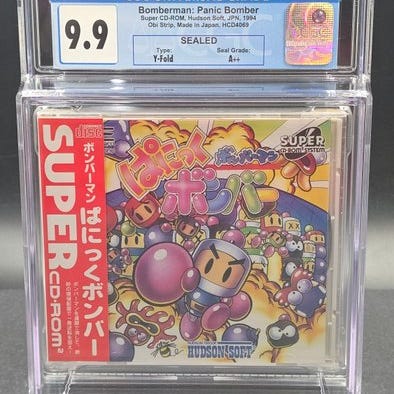 9.9
Bomberman: Panic Bomber
Super CD-ROM, Hudson Soft, JPN, 1994
Obi Strip, Made In Japan, HCD4069
SEALED
Type:
Y-Fold
Seal Grade:
A++
ボンバーマン
ぱにっくボンバー
SUPER CD-ROM
SUPER
CD-ROM SYSTEM
ぱにっく
ボンバーマン
ボンバー
HUDSON SOFT